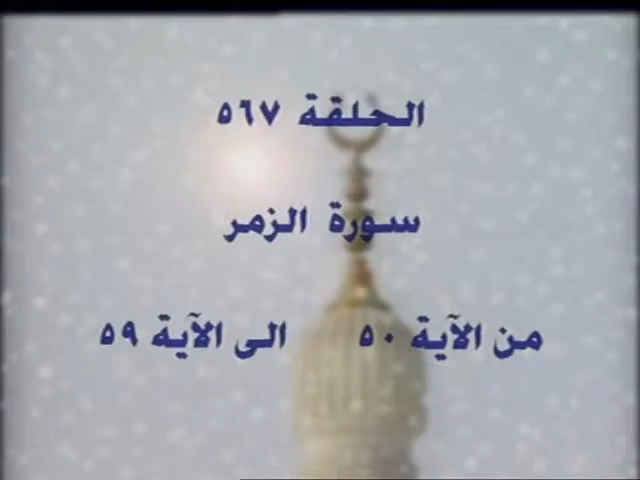 الحلقة ٥٦٧
سورة الزمر
من الآية ٥٠ الى الآية ٥٩